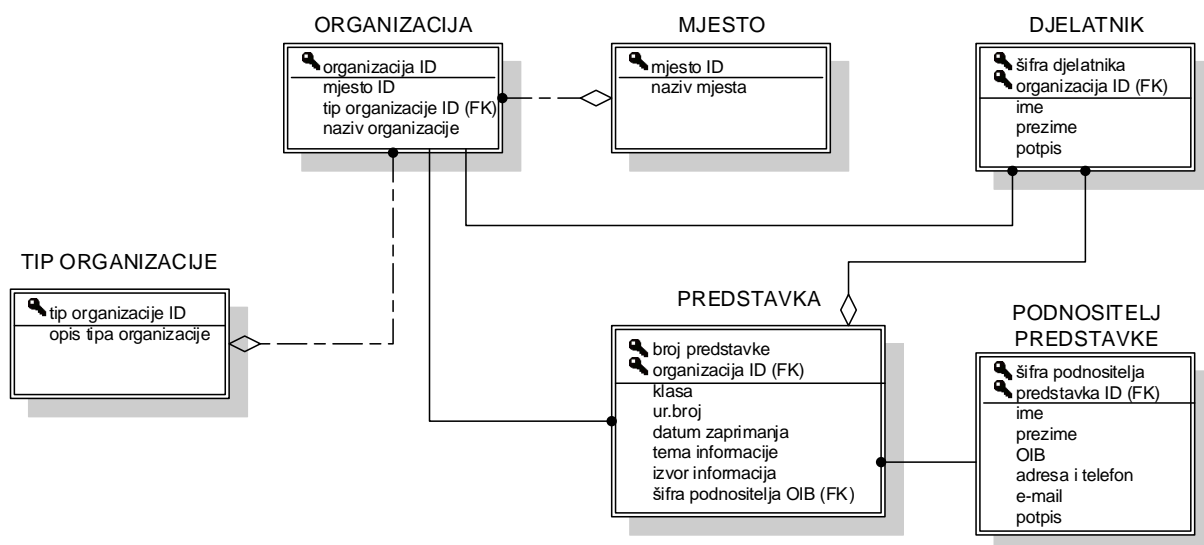 ORGANIZACIJA
organizacija ID
mjesto ID
tip organizacije ID (FK)
naziv organizacije
MJESTO
mjesto ID
naziv mjesta
DJELATNIK
šifra djelatnika
organizacija ID (FK)
ime
prezime
potpis
TIP ORGANIZACIJE
tip organizacije ID
opis tipa organizacije
PREDSTAVKA
broj predstavke
organizacija ID (FK)
klasa
ur.broj
datum zaprimanja
tema informacije
izvor informacija
šifra podnositelja OIB (FK)
PODNOSITELJ
PREDSTAVKE
šifra podnositelja
predstavka ID (FK)
ime
prezime
OIB
adresa i telefon
e-mail
potpis